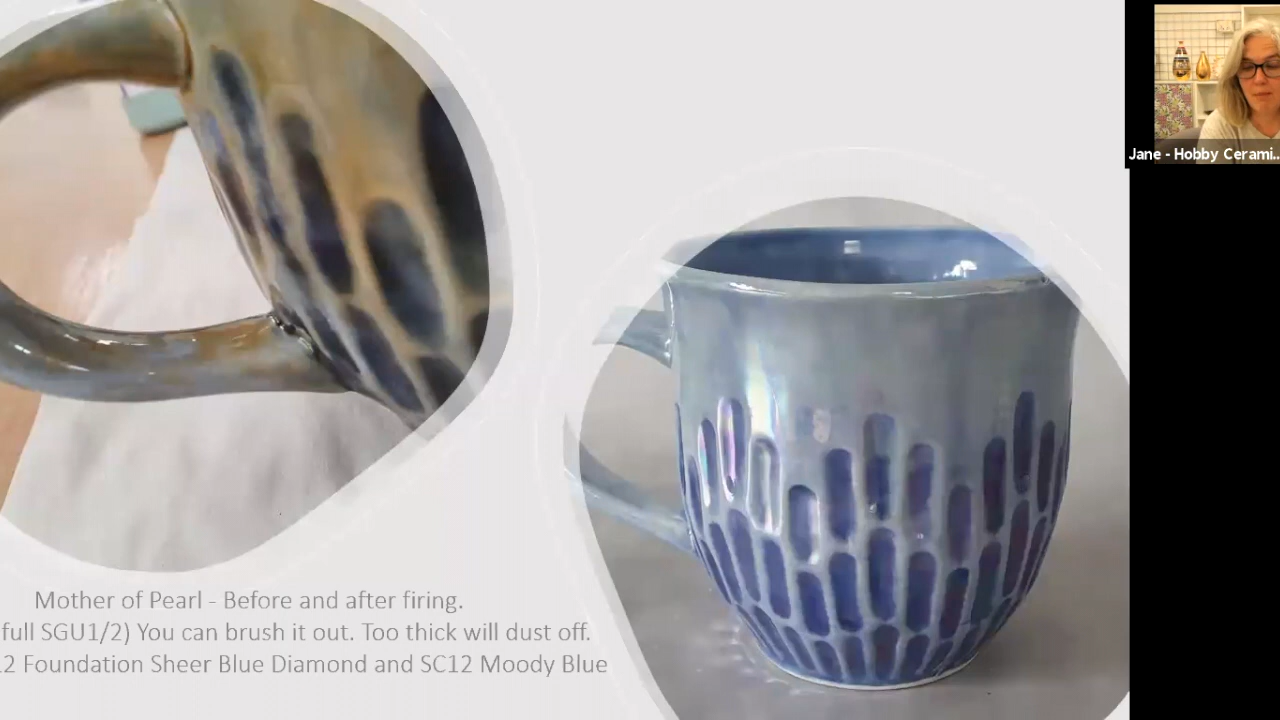 Jane - Hobby Cerami...
Mother of Pearl - Before and after firing.
full SGU1/2) You can brush it out. Too thick will dust off.
2 Foundation Sheer Blue Diamond and SC12 Moody Blue